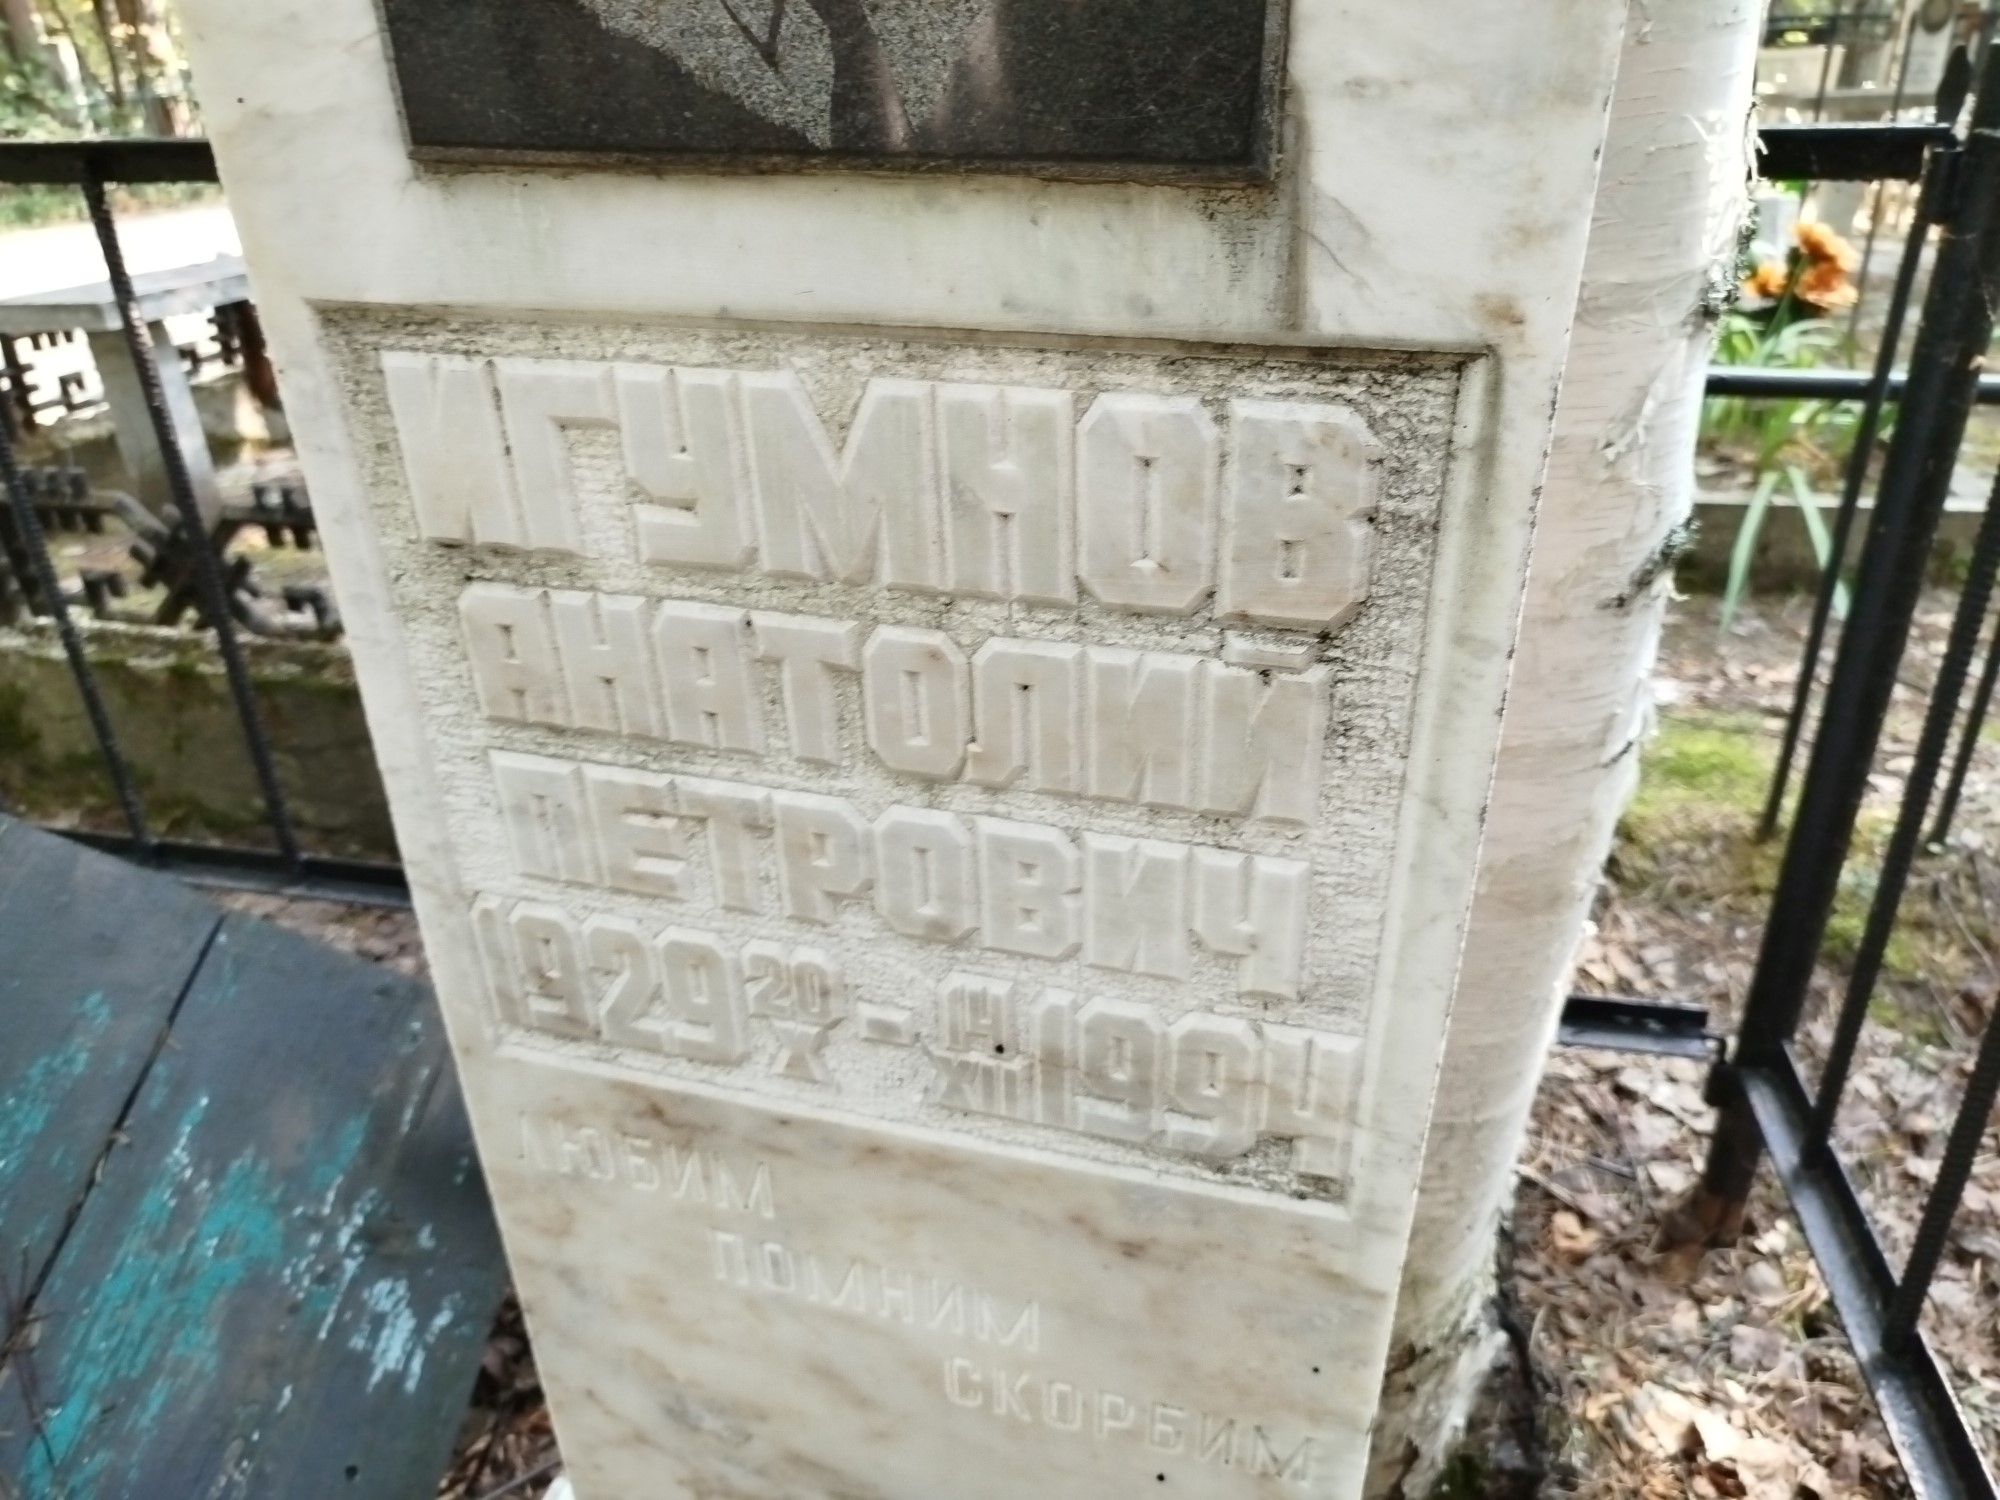 ИГУМНОВ
АНАТОЛИЙ
ПЕТРОВИЧ
1929 20/X - 14/XII 1994
ЛЮБИМ
ПОМНИМ
СКОРБИМ